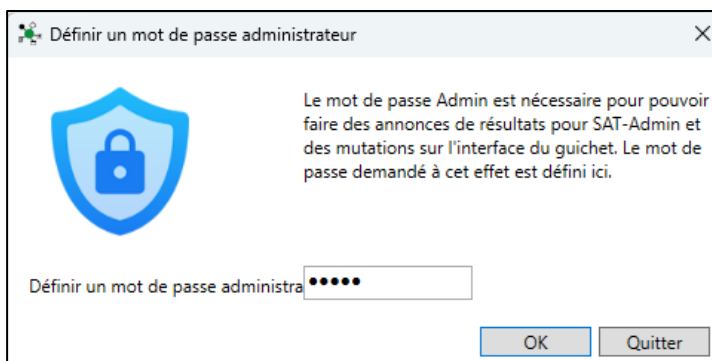 Définir un mot de passe administrateur
Le mot de passe Admin est nécessaire pour pouvoir
faire des annonces de résultats pour SAT-Admin et
des mutations sur l'interface du guichet. Le mot de
passe demandé à cet effet est défini ici.
Définir un mot de passe administra •••••
OK Quitter